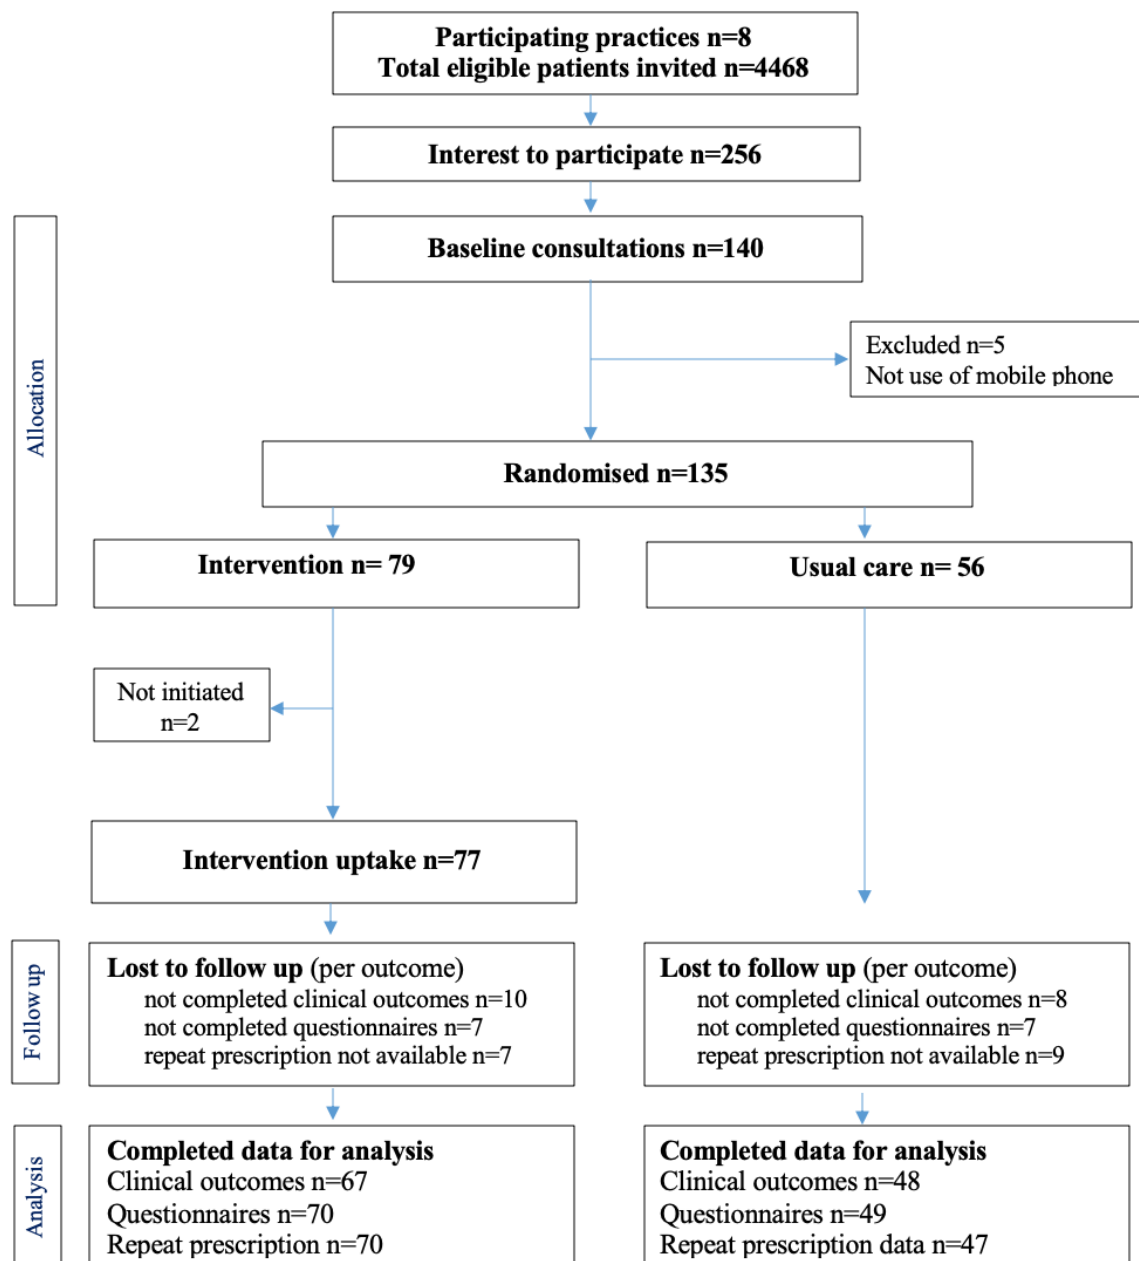 Participating practices n=8
Total eligible patients invited n=4468
Interest to participate n=256
Allocation
Baseline consultations n=140
Excluded n=5
Not use of mobile phone
Randomised n=135
Intervention n= 79
Usual care n= 56
Not initiated
n=2
Intervention uptake n=77
Follow up
Lost to follow up (per outcome)
not completed clinical outcomes n=10
not completed questionnaires n=7
repeat prescription not available n=7
Lost to follow up (per outcome)
not completed clinical outcomes n=8
not completed questionnaires n=7
repeat prescription not available n=9
Analysis
Completed data for analysis
Clinical outcomes n=67
Questionnaires n=70
Repeat prescription n=70
Completed data for analysis
Clinical outcomes n=48
Questionnaires n=49
Repeat prescription data n=47